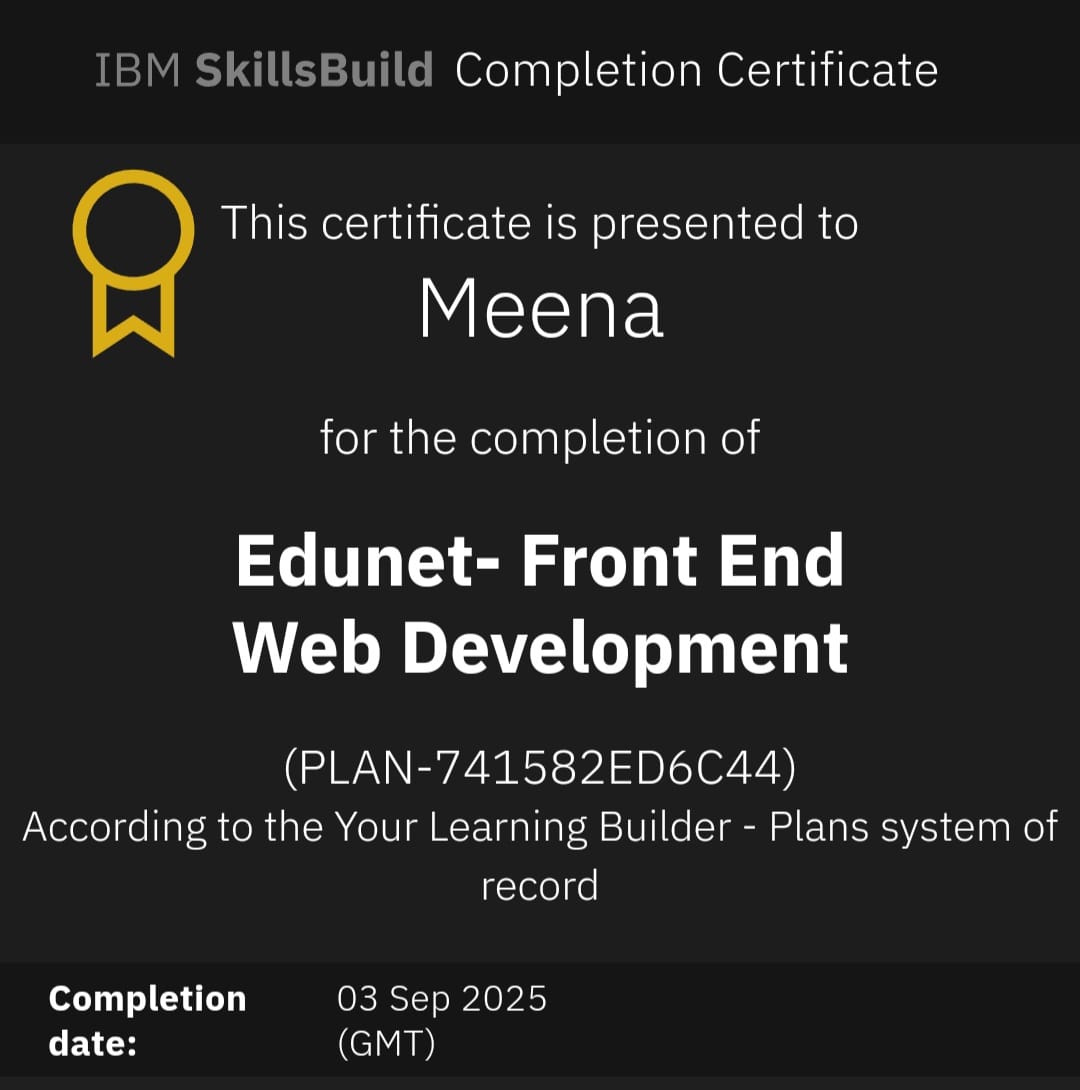 IBM SkillsBuild Completion Certificate
This certificate is presented to
Meena
for the completion of
Edunet- Front End
Web Development
(PLAN-741582ED6C44)
According to the Your Learning Builder - Plans system of
record
Completion date: 03 Sep 2025 (GMT)